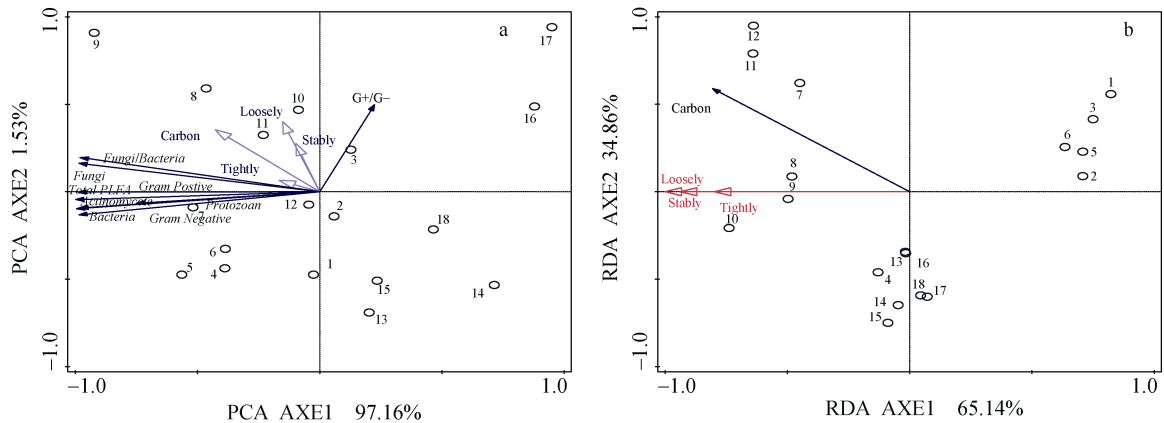 1.0
a
17
9
8
10
G+/G−
Loosely
16
11
Carbon
Stably
3
Tightly
Fungi/Bacteria
Fungi
Gram Postive
Total PLFA
Actinomycete
Protozoan
12
2
7
Bacteria
Gram Negative
18
6
5
4
1
15
14
13
−1.0
−1.0
1.0
PCA AXE2 1.53%
PCA AXE1 97.16%
1.0
b
12
11
7
1
Carbon
3
6
5
8
2
Loosely
9
Stably
Tightly
10
13
16
4
18
17
14
15
−1.0
−1.0
1.0
RDA AXE2 34.86%
RDA AXE1 65.14%